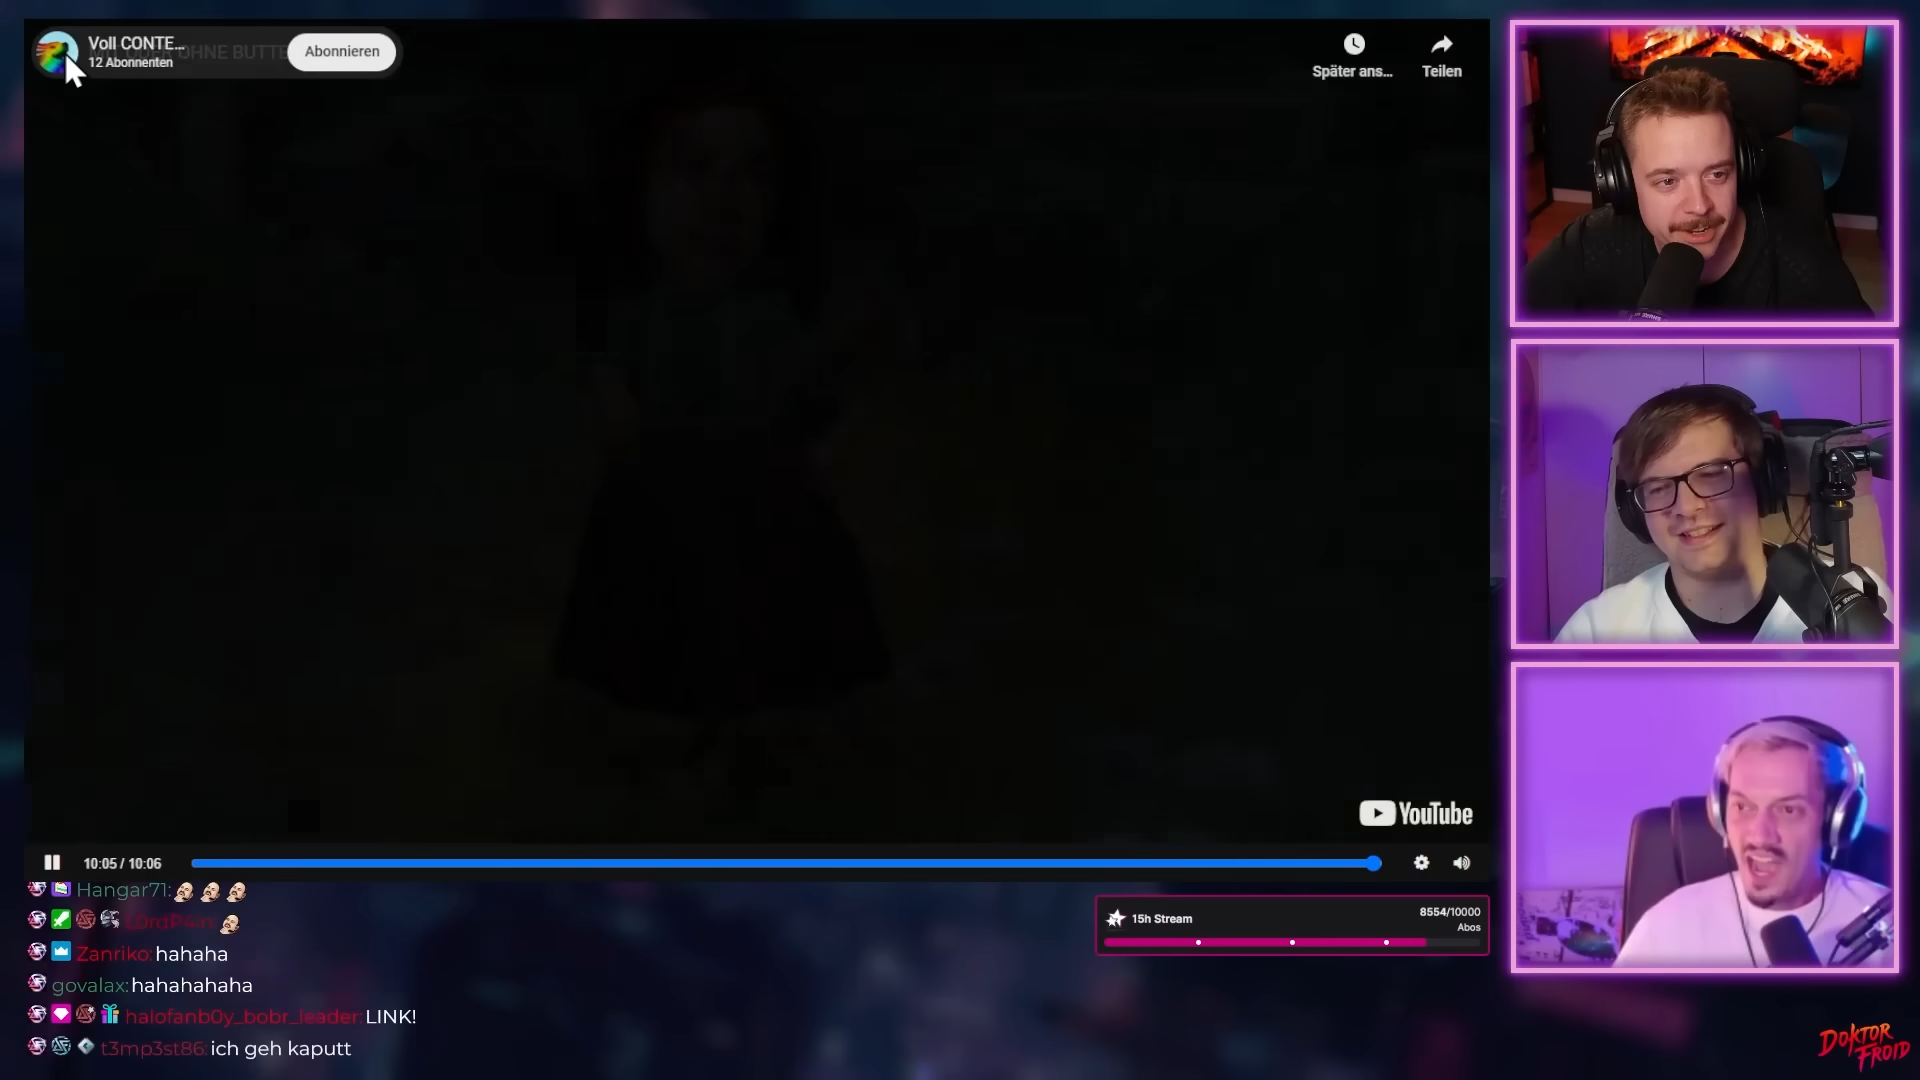 Voll CONTE...
12 Abonnenten
Abonnieren
Später ans...
Teilen
YouTube
10:05 / 10:06
Hangar71:
Zanriko: hahaha
govalax: hahahahaha
halofanb0y_bobr_leader: LINK!
t3mp3st86: ich geh kaputt
15h Stream
8554/10000
Abos
DOKTOR
FROID